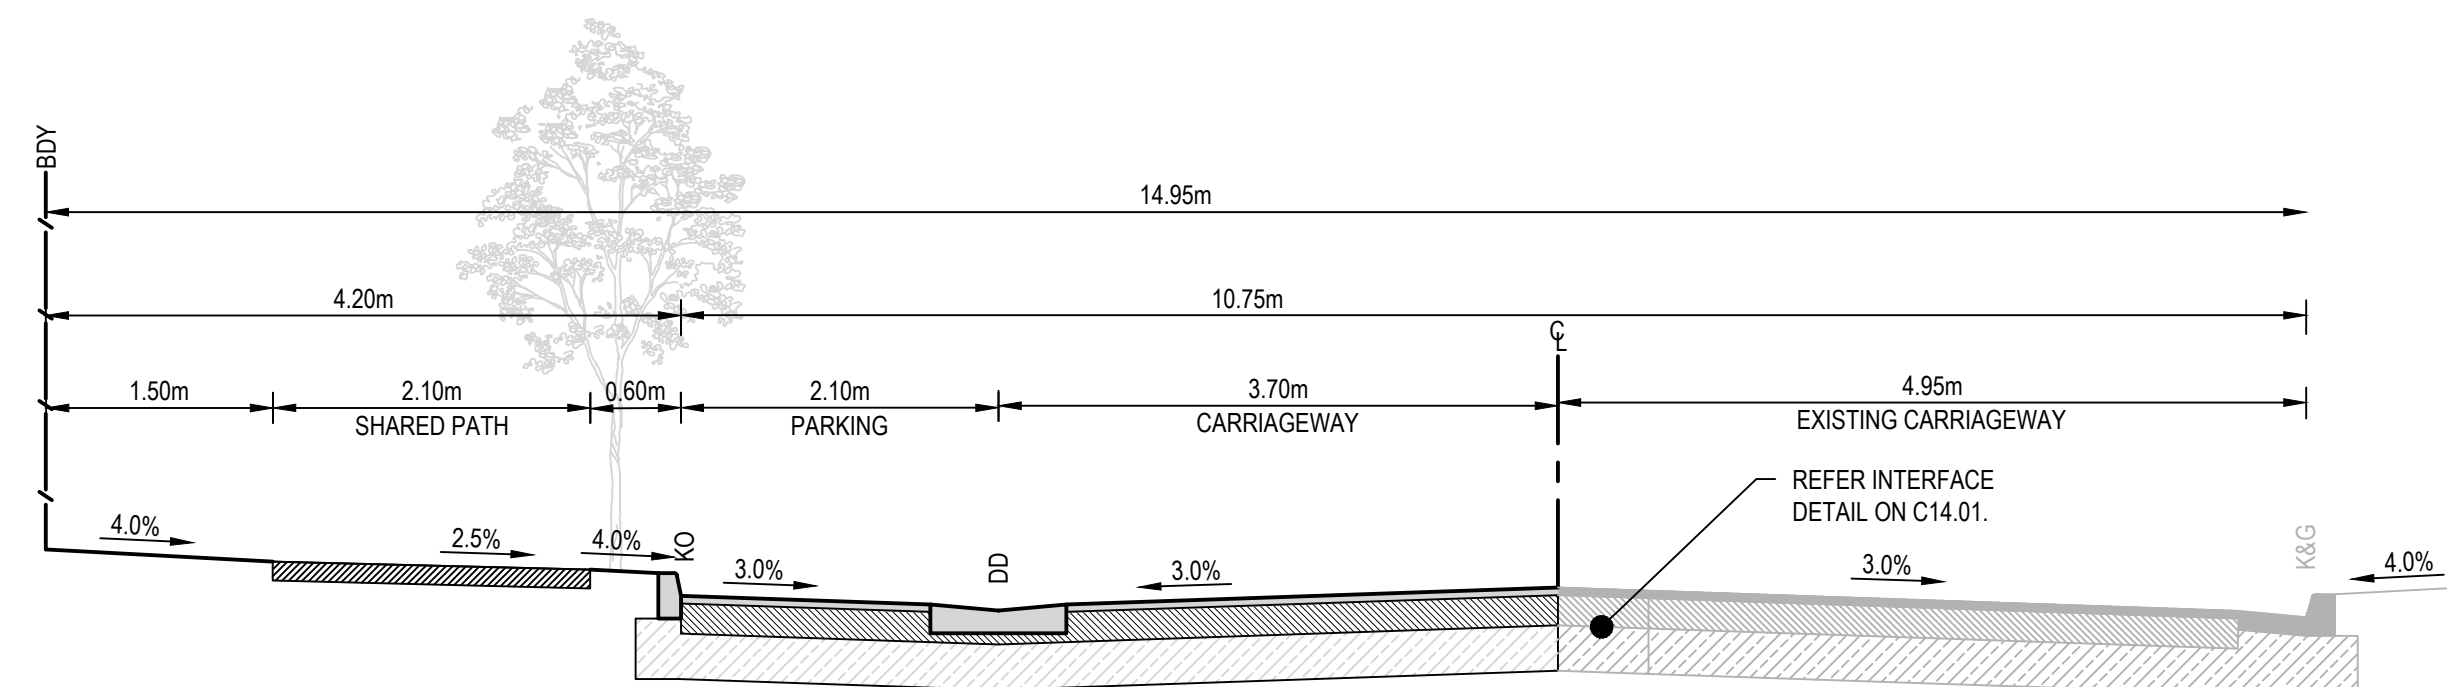 BDY
14.95m
4.20m
10.75m
℄
1.50m
2.10m
0.60m
2.10m
3.70m
4.95m
SHARED PATH
PARKING
CARRIAGEWAY
EXISTING CARRIAGEWAY
REFER INTERFACE
DETAIL ON C14.01.
4.0%
2.5%
4.0%
KO
3.0%
DD
3.0%
3.0%
K&G
4.0%